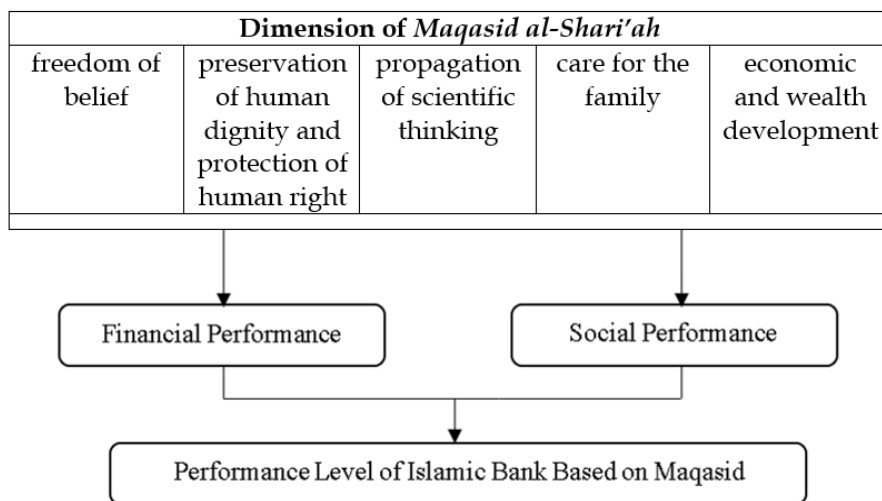 Dimension of Maqasid al-Shari'ah
freedom of
belief
preservation
of human
dignity and
protection of
human right
propagation
of scientific
thinking
care for the
family
economic
and wealth
development
Financial Performance
Social Performance
Performance Level of Islamic Bank Based on Maqasid